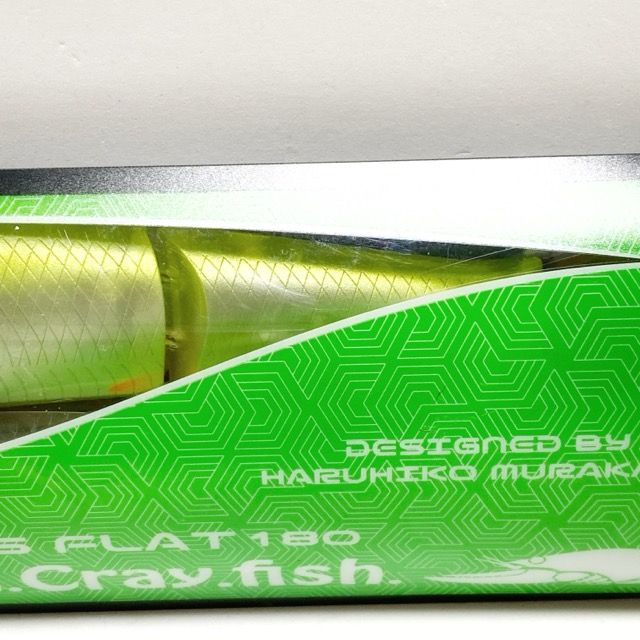 DESIGNED BY
HARUHIKO MURAKA
S FLAT 180
.Cray.fish.